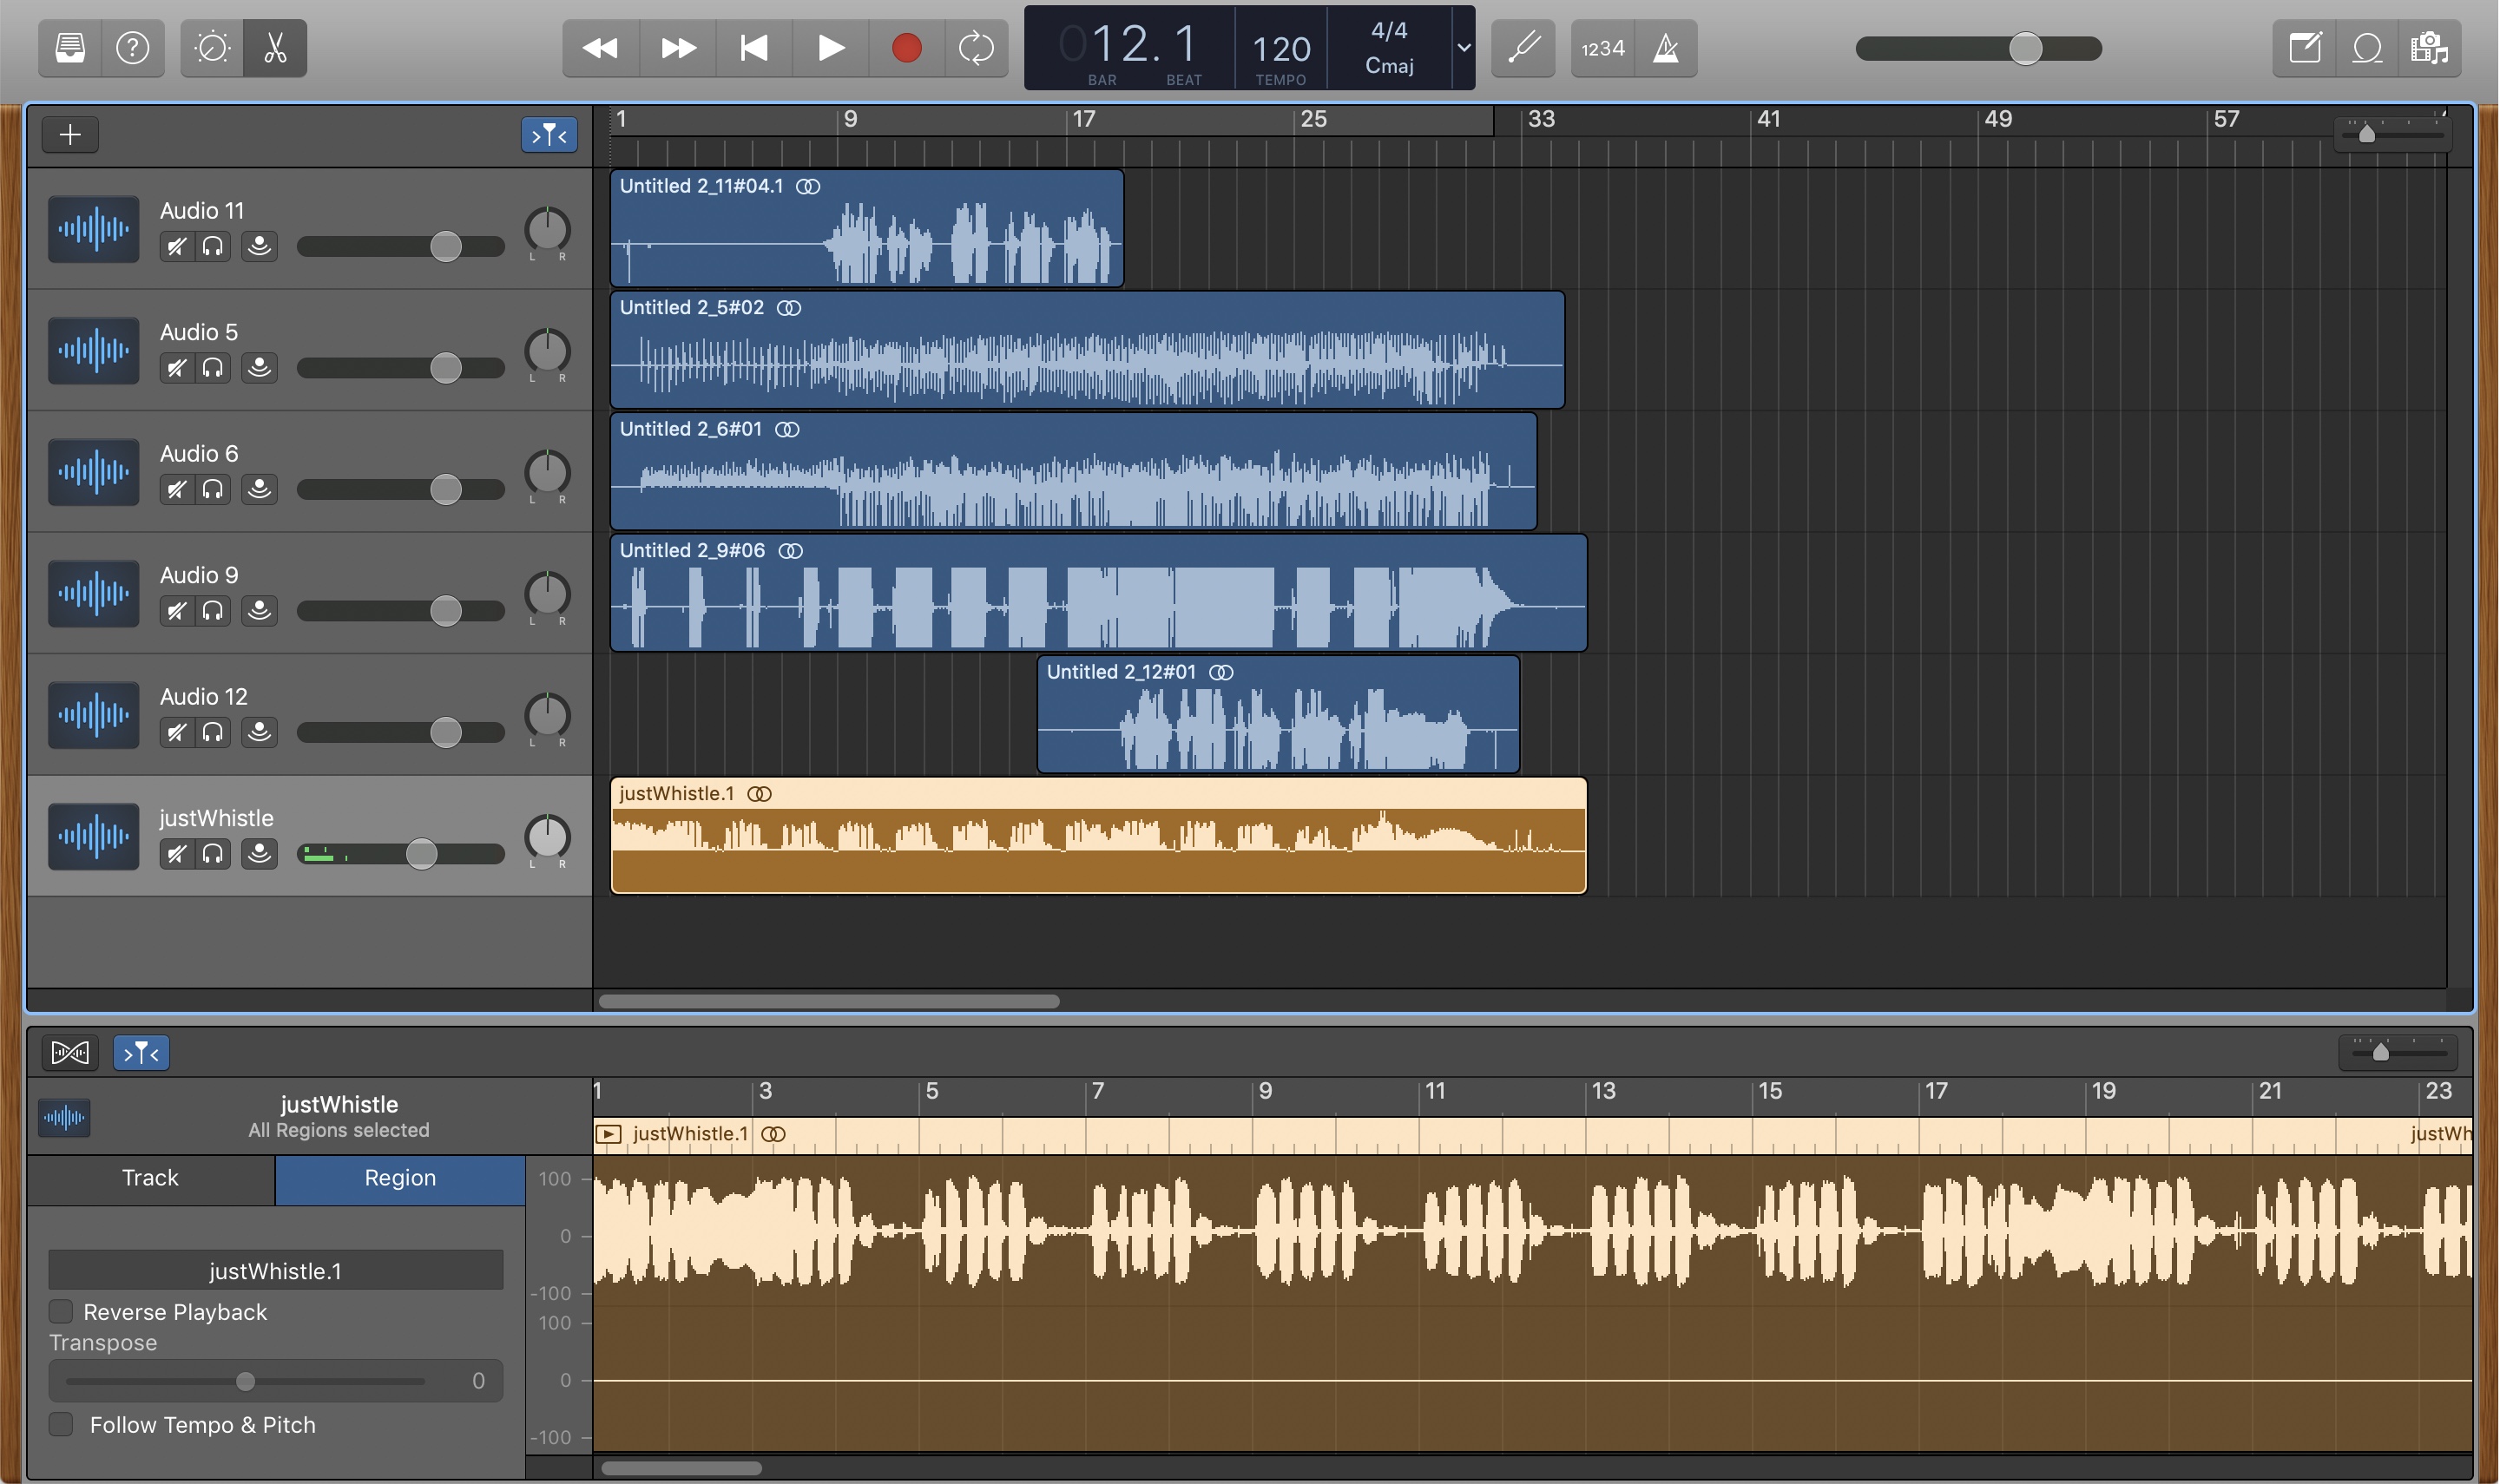 ?
012. 1
BAR BEAT
120
TEMPO
4/4
Cmaj
1234
1 9 17 25 33 41 49 57
Audio 11
L R
Untitled 2_11#04.1
Audio 5
L R
Untitled 2_5#02
Audio 6
L R
Untitled 2_6#01
Audio 9
L R
Untitled 2_9#06
Audio 12
L R
Untitled 2_12#01
justWhistle
L R
justWhistle.1
1 3 5 7 9 11 13 15 17 19 21 23
justWhistle
All Regions selected
justWhistle.1
justWh
Track
Region
justWhistle.1
Reverse Playback
Transpose
0
Follow Tempo & Pitch
100
0
-100
100
0
-100